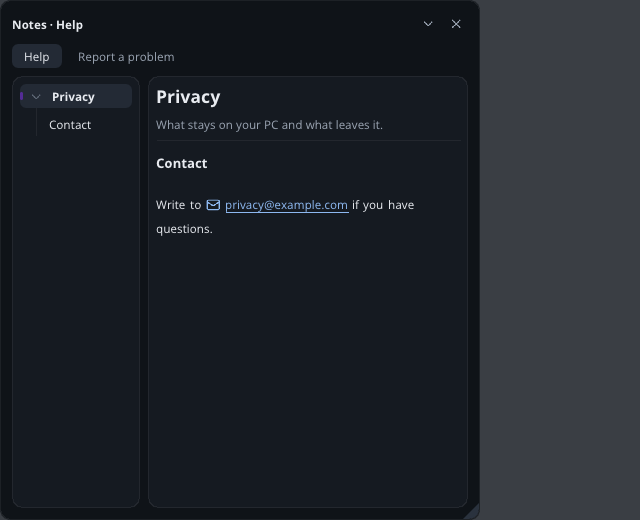 Notes · Help
Help
Report a problem
Privacy
Contact
Privacy
What stays on your PC and what leaves it.
Contact
Write to privacy@example.com if you have
questions.